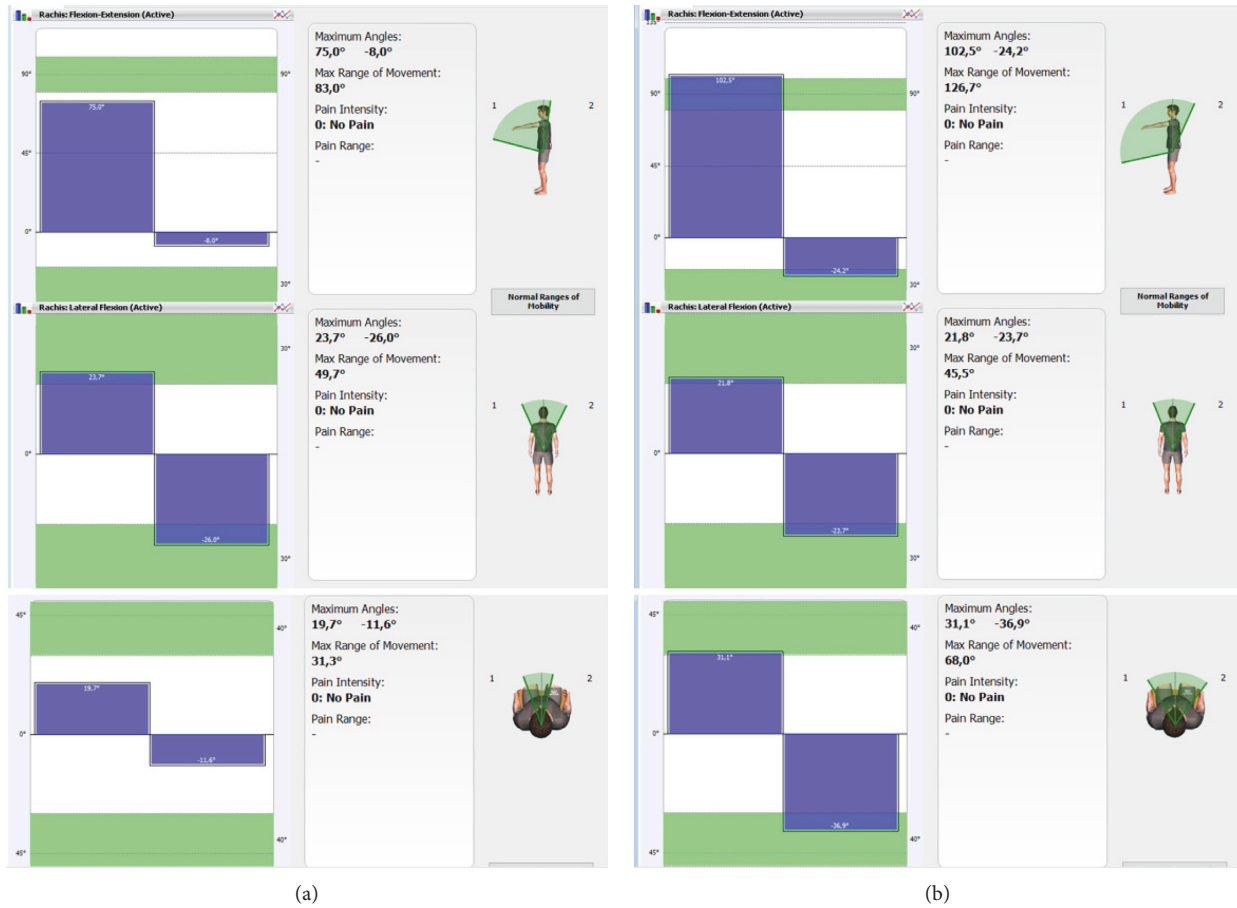 Rachis: Flexion-Extension (Active)
90°
90°
75,0°
45°
0°
-8,0°
30°
Maximum Angles:
75,0° -8,0°
Max Range of Movement:
83,0°
Pain Intensity:
0: No Pain
Pain Range:
-
1 2
Normal Ranges of
Mobility
Rachis: Lateral Flexion (Active)
30°
23,7°
0°
-26,0°
30°
Maximum Angles:
23,7° -26,0°
Max Range of Movement:
49,7°
Pain Intensity:
0: No Pain
Pain Range:
-
1 2
45°
40°
19,7°
0°
-11,6°
40°
45°
Maximum Angles:
19,7° -11,6°
Max Range of Movement:
31,3°
Pain Intensity:
0: No Pain
Pain Range:
-
1 2
(a)
Rachis: Flexion-Extension (Active)
135°
102,5°
90°
90°
45°
45°
0°
-24,2°
30°
Maximum Angles:
102,5° -24,2°
Max Range of Movement:
126,7°
Pain Intensity:
0: No Pain
Pain Range:
-
1 2
Normal Ranges of
Mobility
Rachis: Lateral Flexion (Active)
30°
30°
21,8°
0°
-23,7°
30°
Maximum Angles:
21,8° -23,7°
Max Range of Movement:
45,5°
Pain Intensity:
0: No Pain
Pain Range:
-
1 2
45°
40°
31,1°
0°
-36,9°
40°
45°
Maximum Angles:
31,1° -36,9°
Max Range of Movement:
68,0°
Pain Intensity:
0: No Pain
Pain Range:
-
1 2
(b)